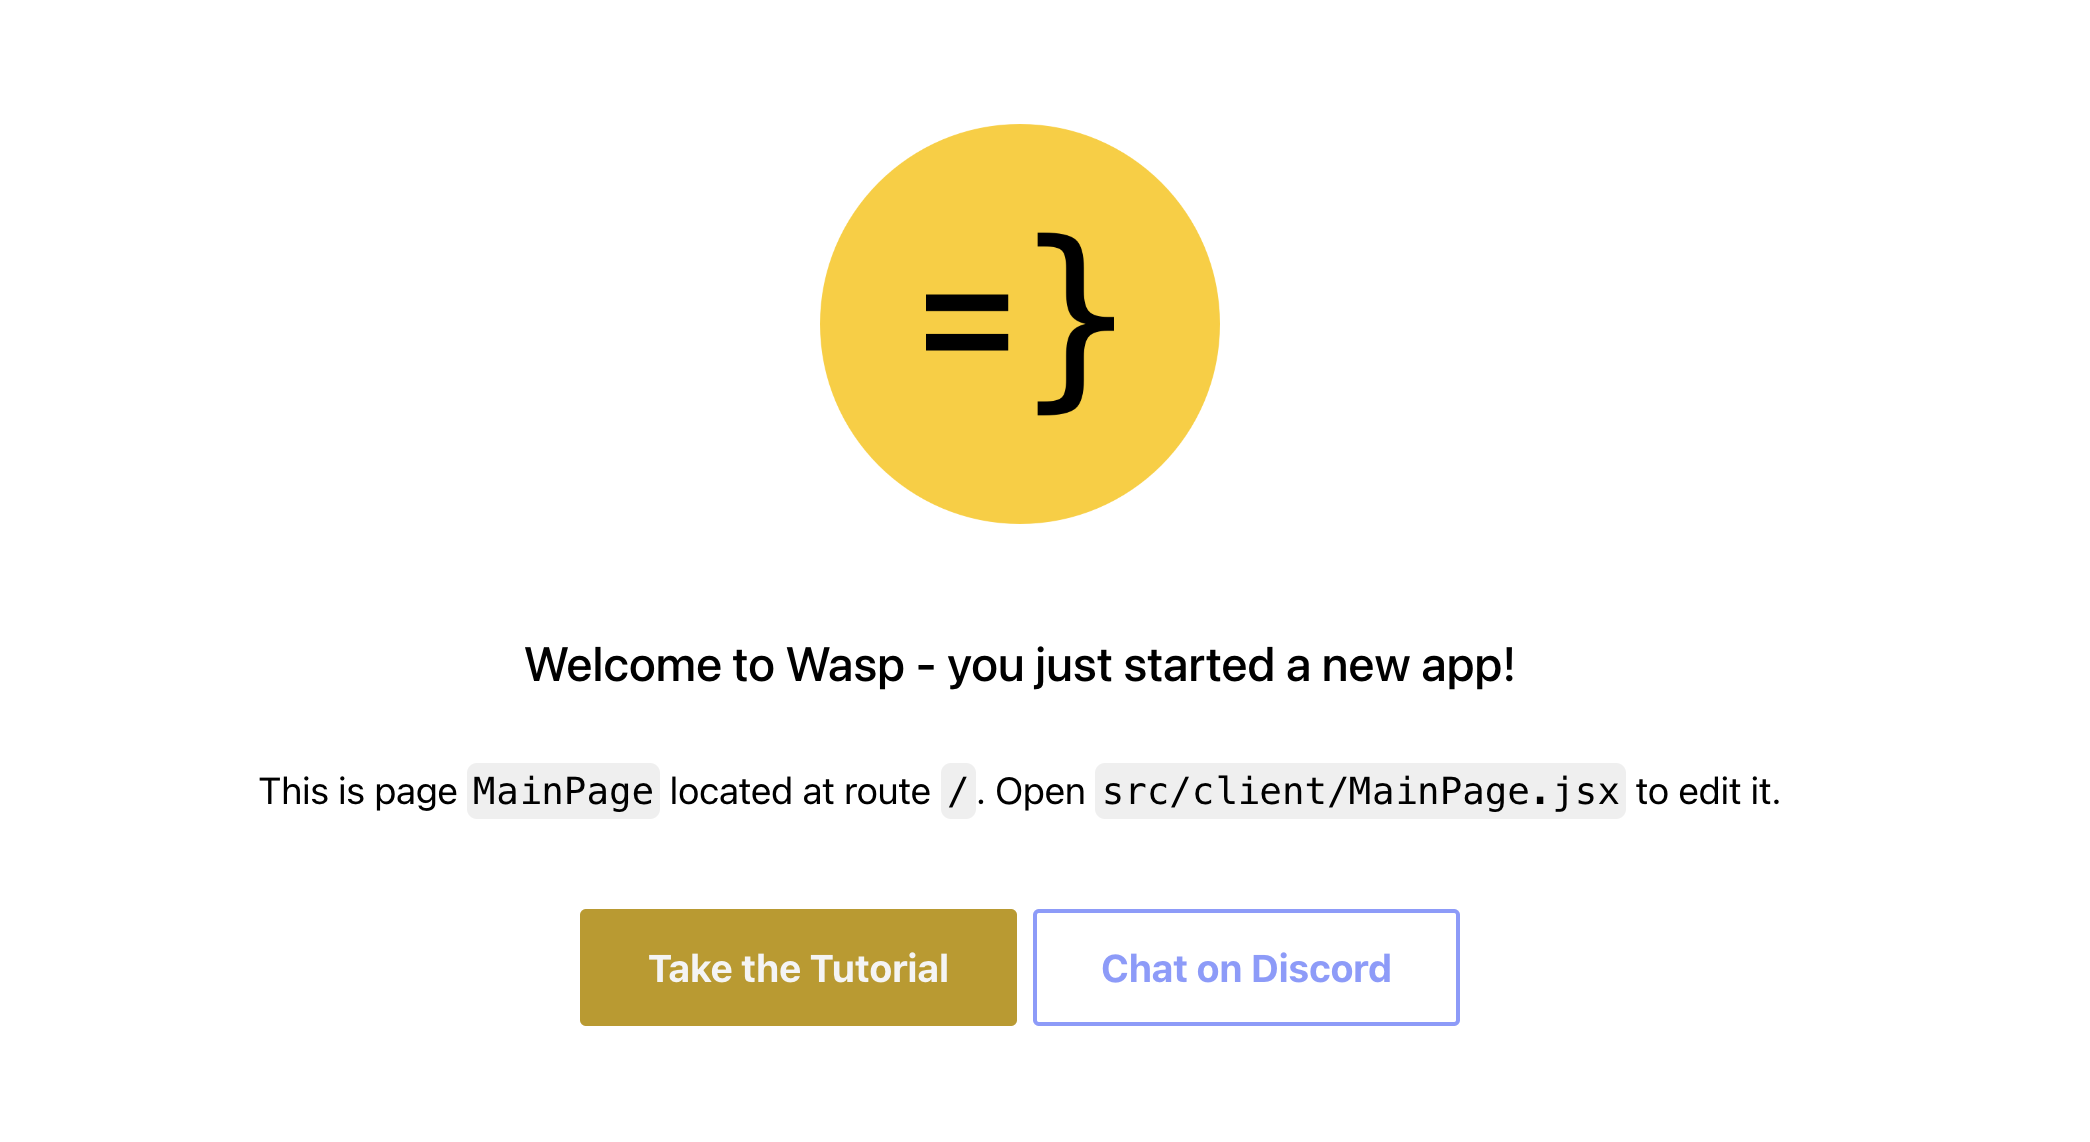 =}
Welcome to Wasp - you just started a new app!
This is page MainPage located at route /. Open src/client/MainPage.jsx to edit it.
Take the Tutorial
Chat on Discord